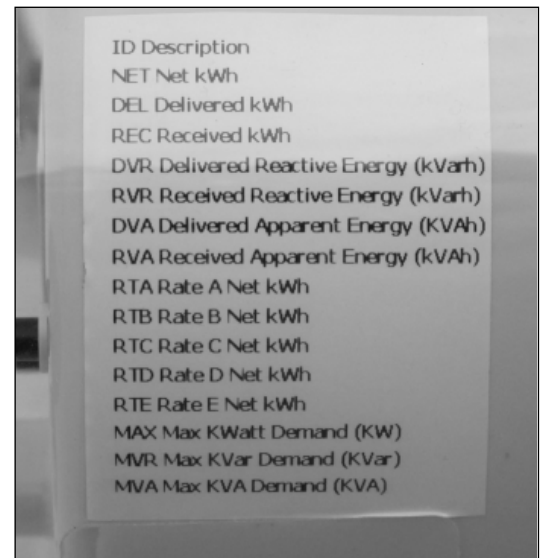 ID Description
NET Net kWh
DEL Delivered kWh
REC Received kWh
DVR Delivered Reactive Energy (kVarh)
RVR Received Reactive Energy (kVarh)
DVA Delivered Apparent Energy (KVAh)
RVA Received Apparent Energy (kVAh)
RTA Rate A Net kWh
RTB Rate B Net kWh
RTC Rate C Net kWh
RTD Rate D Net kWh
RTE Rate E Net kWh
MAX Max KWatt Demand (KW)
MVR Max KVar Demand (KVar)
MVA Max KVA Demand (KVA)